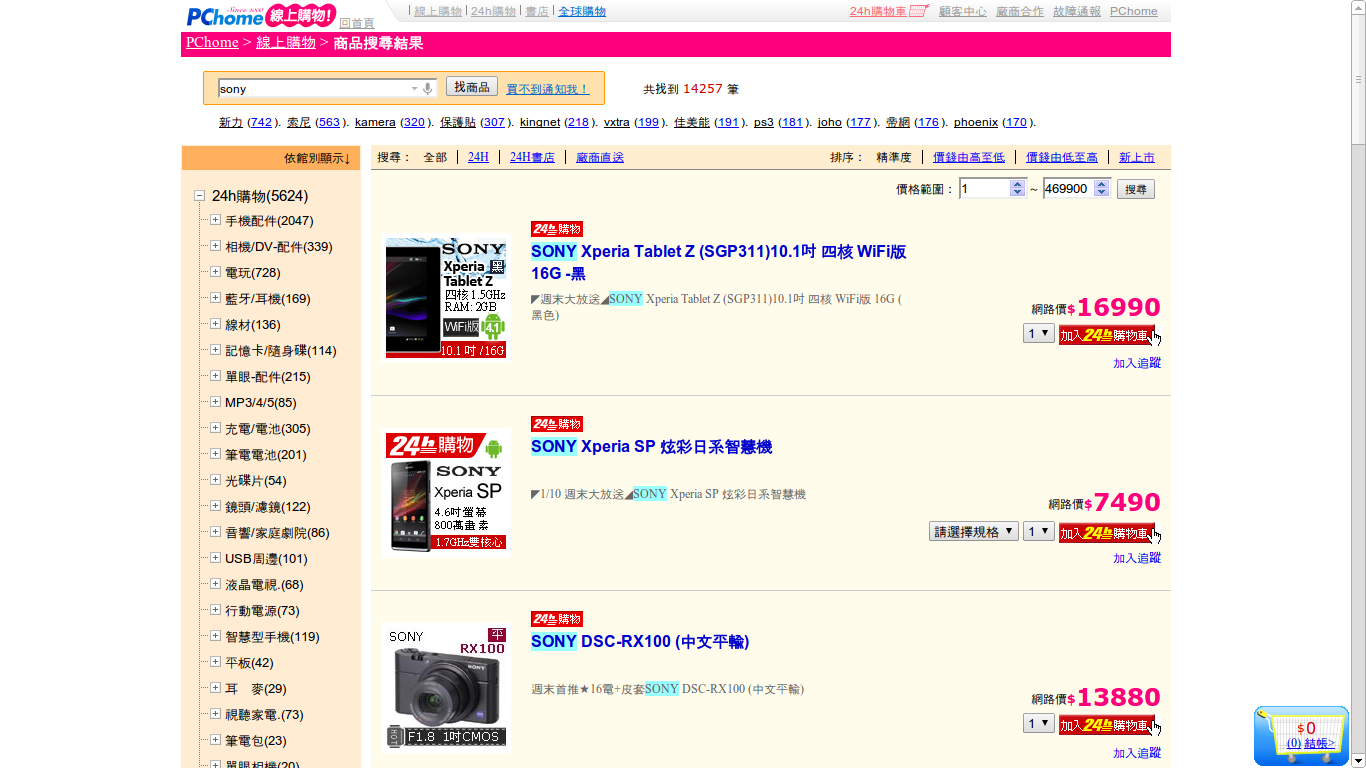 Since 2000
PChome 線上購物!
回首頁
| 線上購物 | 24h購物 | 書店 | 全球購物
24h購物車 顧客中心 廠商合作 故障通報 PChome
PChome > 線上購物 > 商品搜尋結果
sony 找商品 買不到通知我！ 共找到 14257 筆
新力 (742 ). 索尼 (563 ). kamera (320 ). 保護貼 (307 ). kingnet (218 ). vxtra (199 ). 佳美能 (191 ). ps3 (181 ). joho (177 ). 帝網 (176 ). phoenix (170 ).
依館別顯示↓
搜尋： 全部 | 24H | 24H書店 | 廠商直送
排序： 精準度 | 價錢由高至低 | 價錢由低至高 | 新上市
價格範圍： 1 ~ 469900 搜尋
24h購物(5624)
手機配件(2047)
相機/DV-配件(339)
電玩(728)
藍牙/耳機(169)
線材(136)
記憶卡/隨身碟(114)
單眼-配件(215)
MP3/4/5(85)
充電/電池(305)
筆電電池(201)
光碟片(54)
鏡頭/濾鏡(122)
音響/家庭劇院(86)
USB周邊(101)
液晶電視.(68)
行動電源(73)
智慧型手機(119)
平板(42)
耳　麥(29)
視聽家電.(73)
筆電包(23)
單眼相機(20)
SONY
Xperia 黑
Tablet Z
四核 1.5GHz
RAM: 2GB
WiFi版 4.1
10.1 吋 /16G
24h購物
SONY Xperia Tablet Z (SGP311)10.1吋 四核 WiFi版
16G -黑
◤週末大放送◢SONY Xperia Tablet Z (SGP311)10.1吋 四核 WiFi版 16G (
黑色)
網路價$16990
1 加入24h購物車
加入追蹤
24h購物
SONY
Xperia SP
4.6吋螢幕
800萬畫素
1.7GHz雙核心
24h購物
SONY Xperia SP 炫彩日系智慧機
◤1/10 週末大放送◢SONY Xperia SP 炫彩日系智慧機
網路價$7490
請選擇規格 1 加入24h購物車
加入追蹤
SONY 平
RX100
F1.8 1吋CMOS
24h購物
SONY DSC-RX100 (中文平輸)
週末首推★16電+皮套SONY DSC-RX100 (中文平輸)
網路價$13880
1 加入24h購物車
加入追蹤
$0
(0) 結帳>